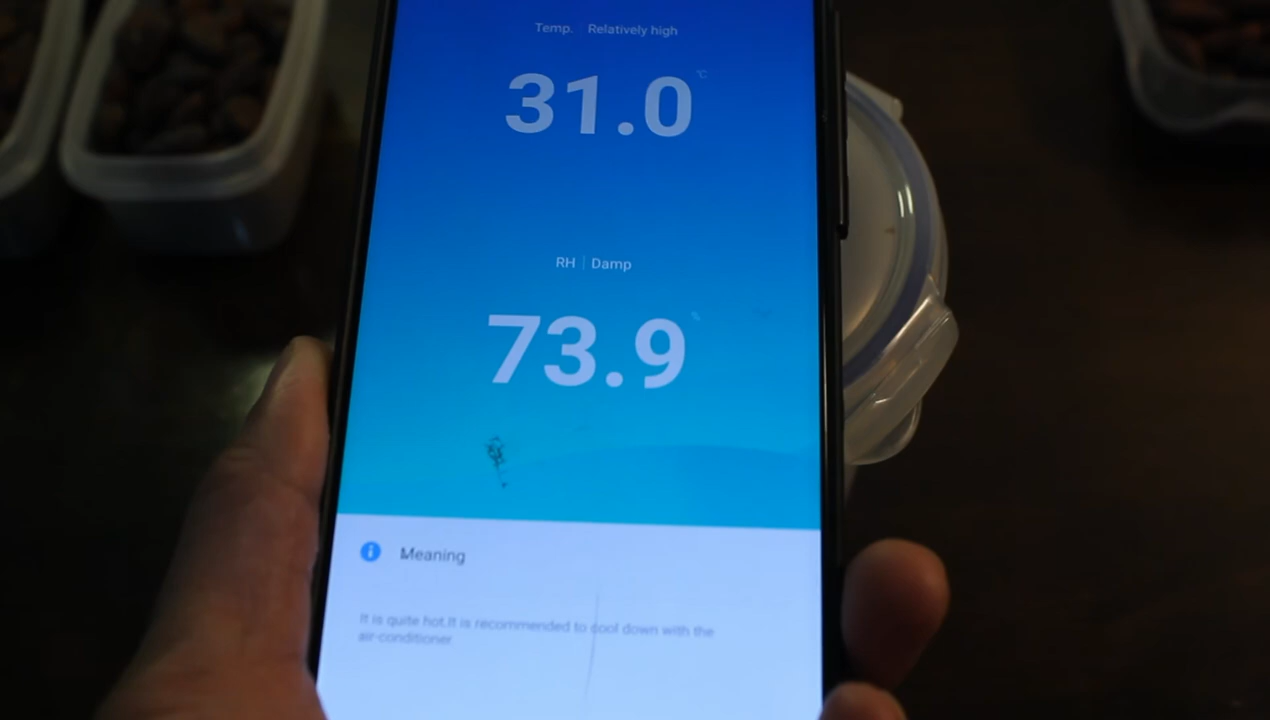 Temp. Relatively high
31.0 °C
RH | Damp
73.9 %
Meaning
It is quite hot.It is recommended to cool down with the
air-conditioner